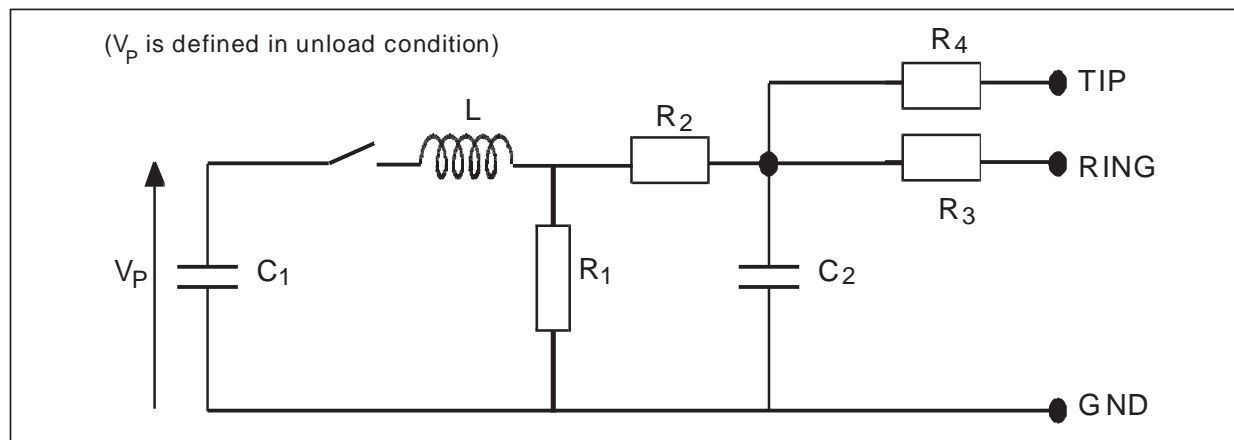 (VP is defined in unload condition)
R4
TIP
L
R2
RING
R3
VP
C1
R1
C2
GND